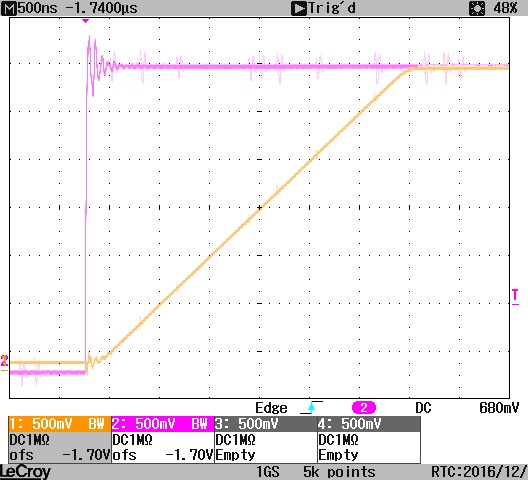 M 500ns -1.7400µs Trig'd 48%
T
2
Edge 2 DC 680mV
1: 500mV BW 2: 500mV BW 3: 500mV 4: 500mV
DC1MΩ DC1MΩ DC1MΩ DC1MΩ
ofs -1.70V ofs -1.70V Empty Empty
LeCroy 1GS 5k points RTC:2016/12/